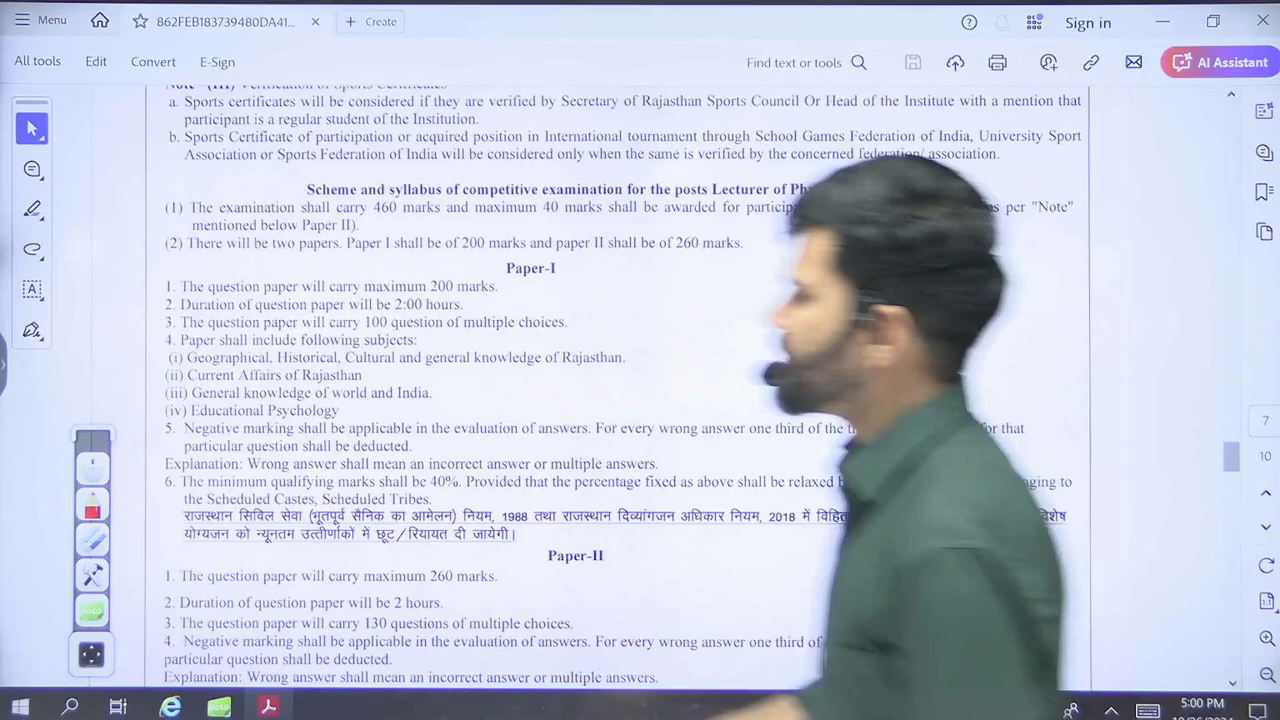 Menu
862FEB183739480DA41...
Create
Sign in
All tools
Edit
Convert
E-Sign
Find text or tools
AI Assistant
Note (III) Verification of Sports Certificates
a. Sports certificates will be considered if they are verified by Secretary of Rajasthan Sports Council Or Head of the Institute with a mention that
participant is a regular student of the Institution.
b. Sports Certificate of participation or acquired position in International tournament through School Games Federation of India, University Sport
Association or Sports Federation of India will be considered only when the same is verified by the concerned federation/ association.
Scheme and syllabus of competitive examination for the posts Lecturer of
(1) The examination shall carry 460 marks and maximum 40 marks shall be awarded for as per "Note"
mentioned below Paper II).
(2) There will be two papers. Paper I shall be of 200 marks and paper II shall be of 260 marks.
Paper-I
1. The question paper will carry maximum 200 marks.
2. Duration of question paper will be 2:00 hours.
3. The question paper will carry 100 question of multiple choices.
4. Paper shall include following subjects:
(i) Geographical, Historical, Cultural and general knowledge of Rajasthan.
(ii) Current Affairs of Rajasthan
(iii) General knowledge of world and India.
(iv) Educational Psychology
5. Negative marking shall be applicable in the evaluation of answers. For every wrong answer one third of the for that
particular question shall be deducted.
Explanation: Wrong answer shall mean an incorrect answer or multiple answers.
6. The minimum qualifying marks shall be 40%. Provided that the percentage fixed as above shall be relaxed to
the Scheduled Castes, Scheduled Tribes.
राजस्थान सिविल सेवा (भूतपूर्व सैनिक का आमेलन) नियम, 1988 तथा राजस्थान दिव्यांगजन अधिकार नियम, 2018 में विशेष
योग्यजन को न्यूनतम उत्तीर्णांको में छूट/रियायत दी जायेगी।
Paper-II
1. The question paper will carry maximum 260 marks.
2. Duration of question paper will be 2 hours.
3. The question paper will carry 130 questions of multiple choices.
4. Negative marking shall be applicable in the evaluation of answers. For every wrong answer one third of
particular question shall be deducted.
Explanation: Wrong answer shall mean an incorrect answer or multiple answers.
7
10
5:00 PM